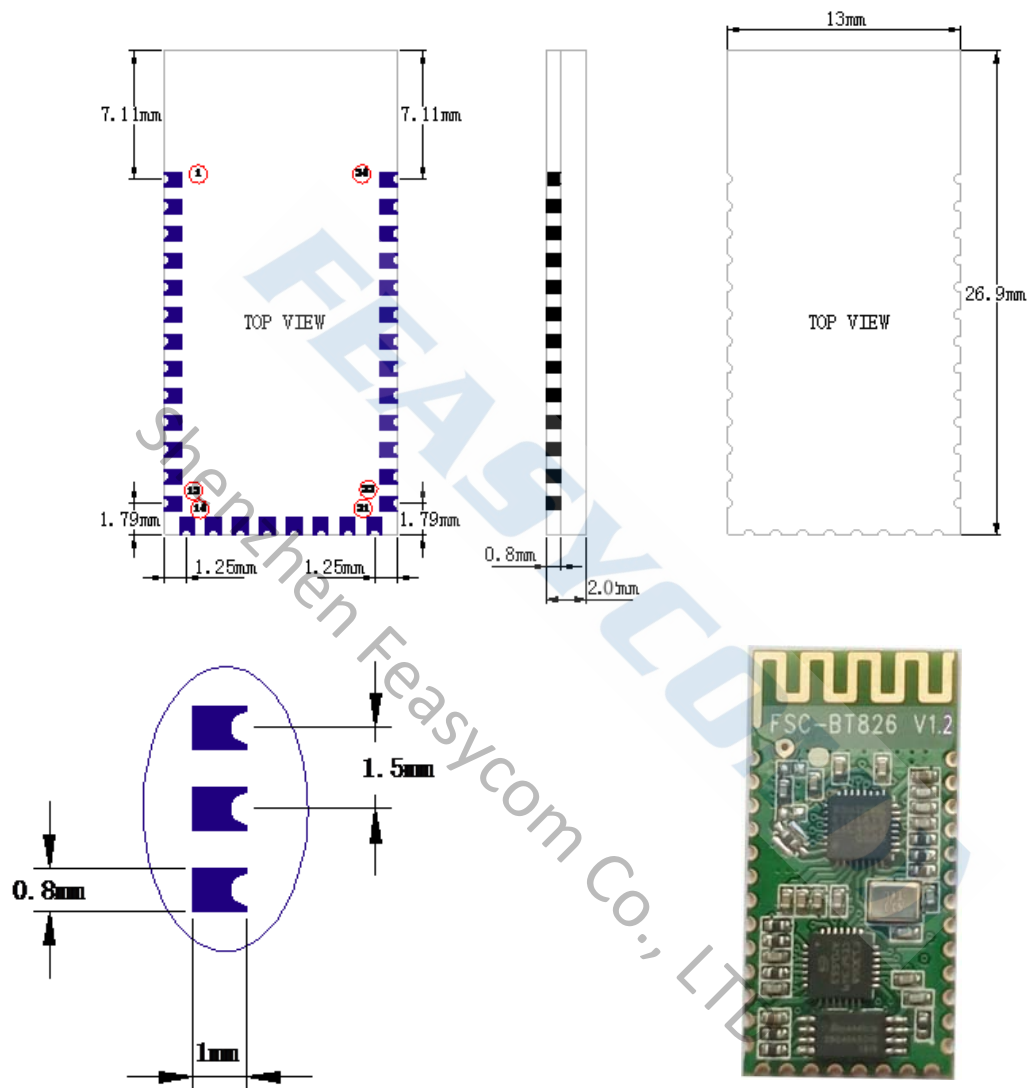 13mm
7.11mm
7.11mm
1
34
TOP VIEW
TOP VIEW
26.9mm
13
14
22
21
1.79mm
1.79mm
1.25mm
1.25mm
0.8mm
2.0mm
FEASYCOM
Shenzhen Feasycom Co., LTD
1.5mm
0.8mm
1mm
FSC-BT826 V1.2